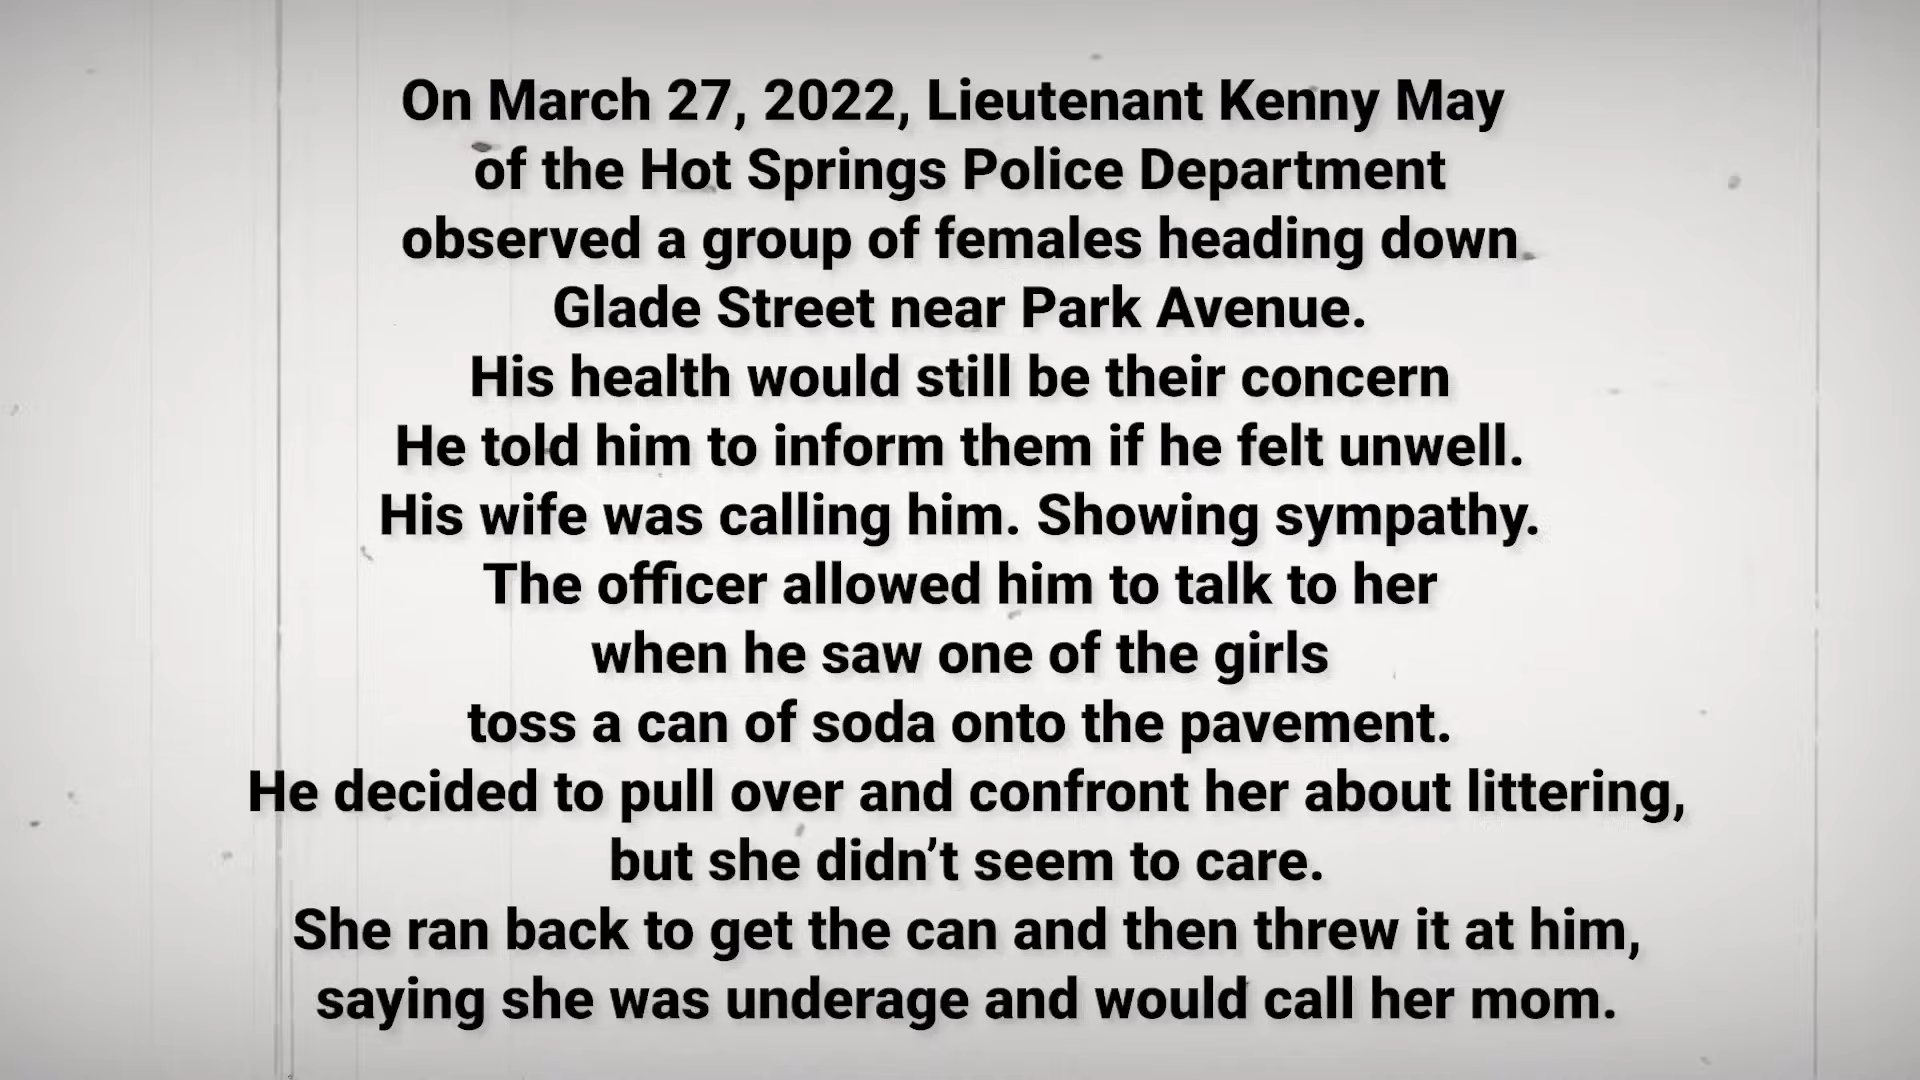 On March 27, 2022, Lieutenant Kenny May
of the Hot Springs Police Department
observed a group of females heading down
Glade Street near Park Avenue.
His health would still be their concern
He told him to inform them if he felt unwell.
His wife was calling him. Showing sympathy.
The officer allowed him to talk to her
when he saw one of the girls
toss a can of soda onto the pavement.
He decided to pull over and confront her about littering,
but she didn’t seem to care.
She ran back to get the can and then threw it at him,
saying she was underage and would call her mom.